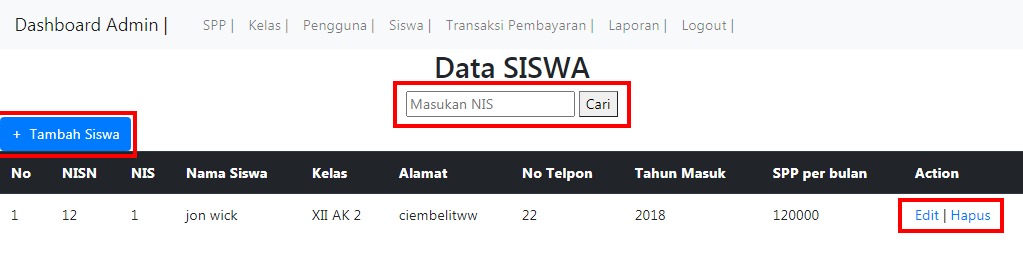 Dashboard Admin | SPP | Kelas | Pengguna | Siswa | Transaksi Pembayaran | Laporan | Logout |
Data SISWA
Masukan NIS Cari
+ Tambah Siswa
No NISN NIS Nama Siswa Kelas Alamat No Telpon Tahun Masuk SPP per bulan Action
1 12 1 jon wick XII AK 2 ciembelitww 22 2018 120000 Edit | Hapus